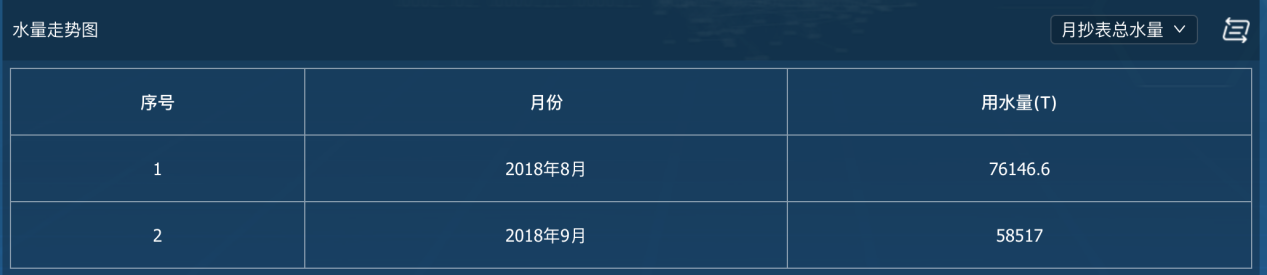 水量走势图
月抄表总水量
序号 月份 用水量(T)
1 2018年8月 76146.6
2 2018年9月 58517